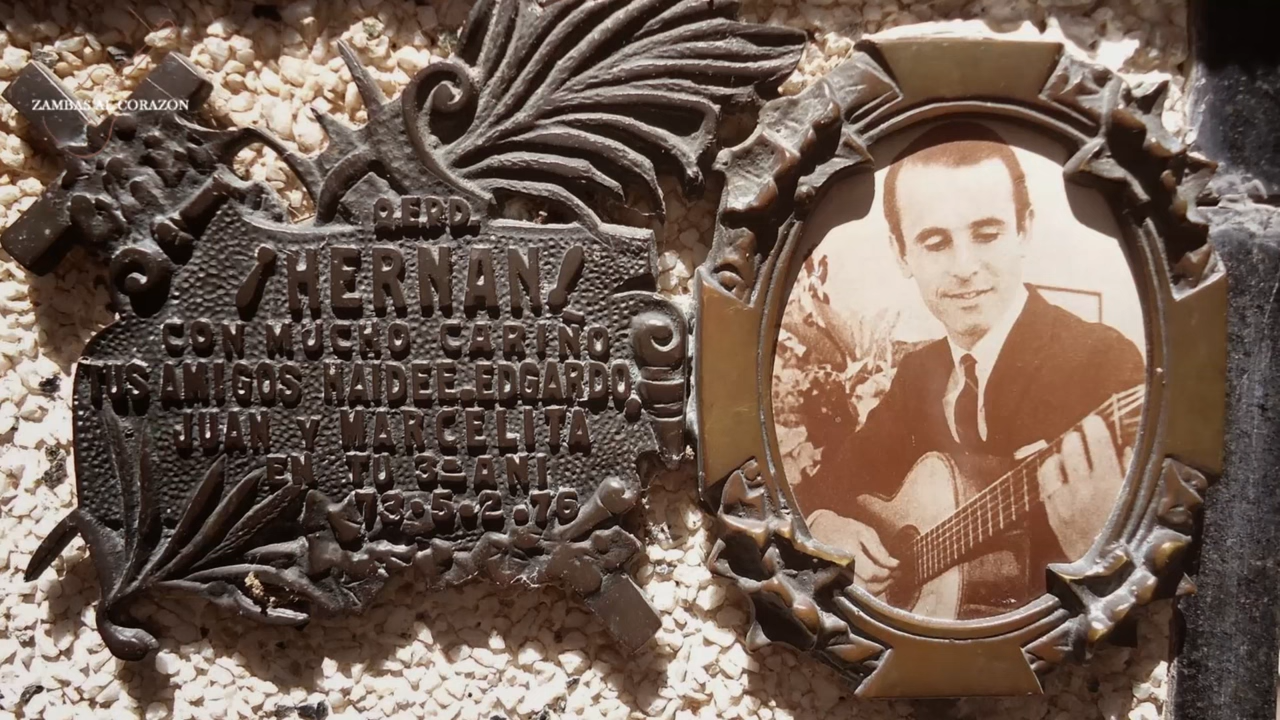 ZAMBAS AL CORAZON
Q.E.P.D.
¡HERNAN!
CON MUCHO CARIÑO
TUS AMIGOS HAIDEE.EDGARDO
JUAN Y MARCELITA
EN TU 3ᵉʳ ANI
73.5.2.76